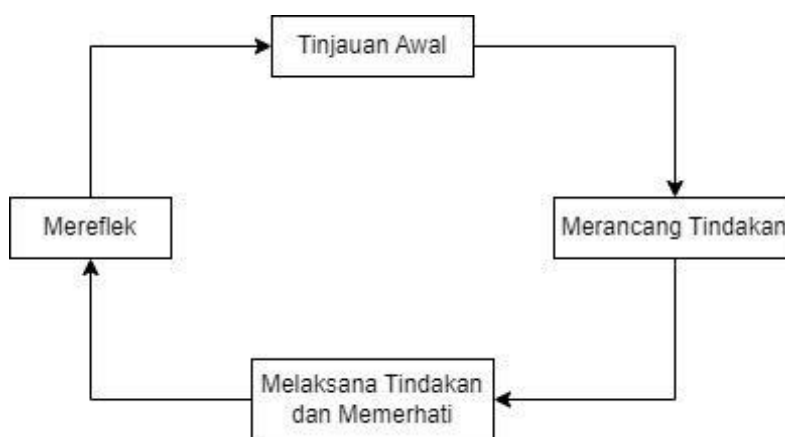 Tinjauan Awal
Mereflek
Merancang Tindakan
Melaksana Tindakan
dan Memerhati